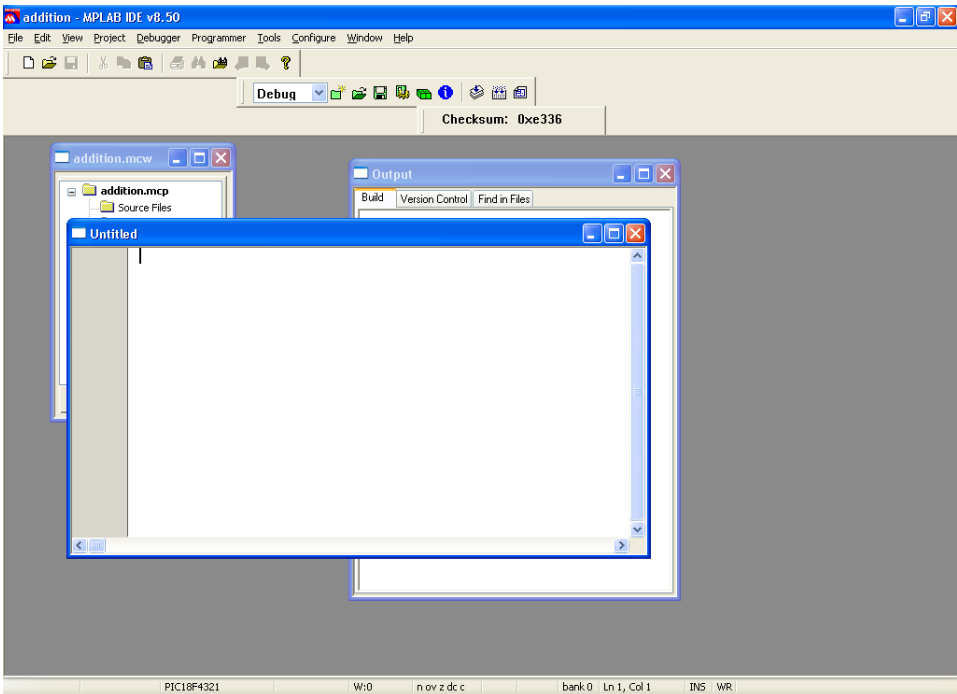 addition - MPLAB IDE v8.50
File Edit View Project Debugger Programmer Tools Configure Window Help
Debug
Checksum: 0xe336
addition.mcw
Output
addition.mcp
Build Version Control Find in Files
Source Files
Untitled
PIC18F4321 W:0 n ov z dc c bank 0 Ln 1, Col 1 INS WR